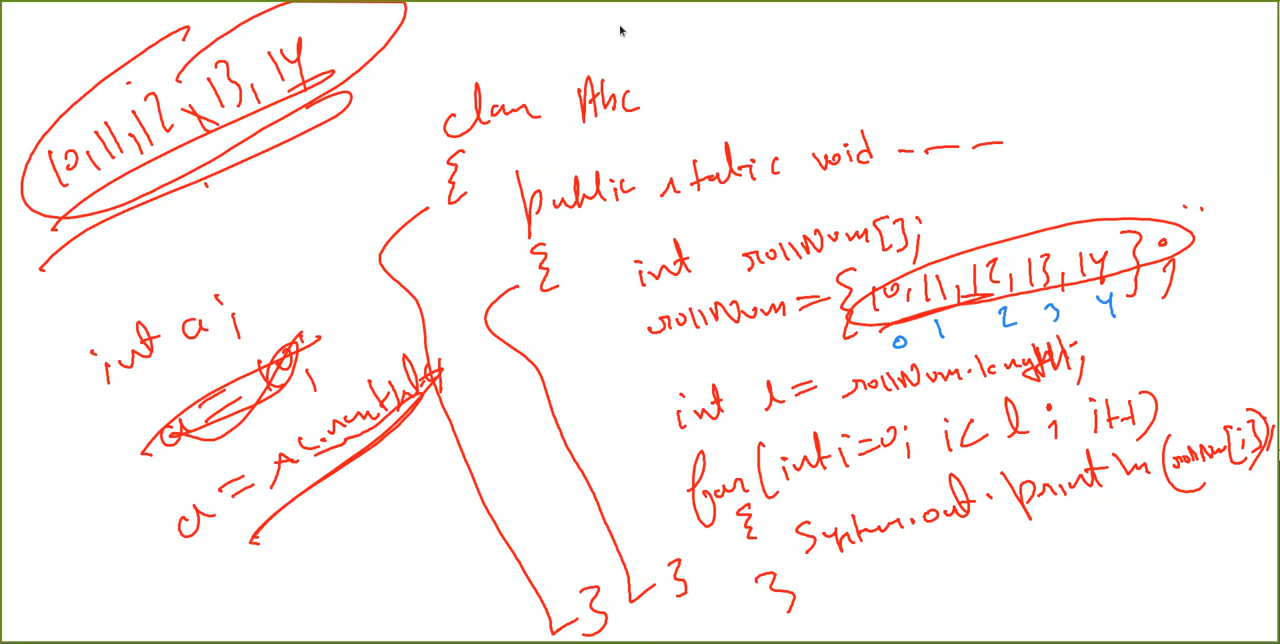 10, 11, 12, 13, 14
class Abc
{
public static void ----
{
int rollNum[];
rollNum = {10, 11, 12, 13, 14};
0 1 2 3 4
int l = rollNum.length;
for(int i=0; i<l; i++)
{
System.out.println(rollNum[i]);
}
}
}
int a;
a =